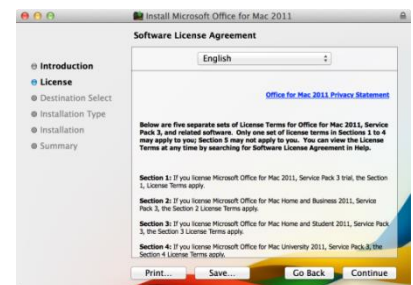 Install Microsoft Office for Mac 2011
Software License Agreement
English
Introduction
License
Destination Select
Installation Type
Installation
Summary
Office for Mac 2011 Privacy Statement
Below are five separate sets of License Terms for Office for Mac 2011, Service
Pack 3, and related software. Only one set of license terms in Sections 1 to 4
may apply to you; Section 5 may not apply to you. You can view the License
Terms at any time by searching for Software License Agreement in Help.
Section 1: If you license Microsoft Office for Mac 2011, Service Pack 3 trial, the Section
1, License Terms apply.
Section 2: If you license Microsoft Office for Mac Home and Business 2011, Service
Pack 3, the Section 2 License Terms apply.
Section 3: If you license Microsoft Office for Mac Home and Student 2011, Service Pack
3, the Section 3 License Terms apply.
Section 4: If you license Microsoft Office for Mac University 2011, Service Pack 3, the
Section 4 License Terms apply.
Print...
Save...
Go Back
Continue